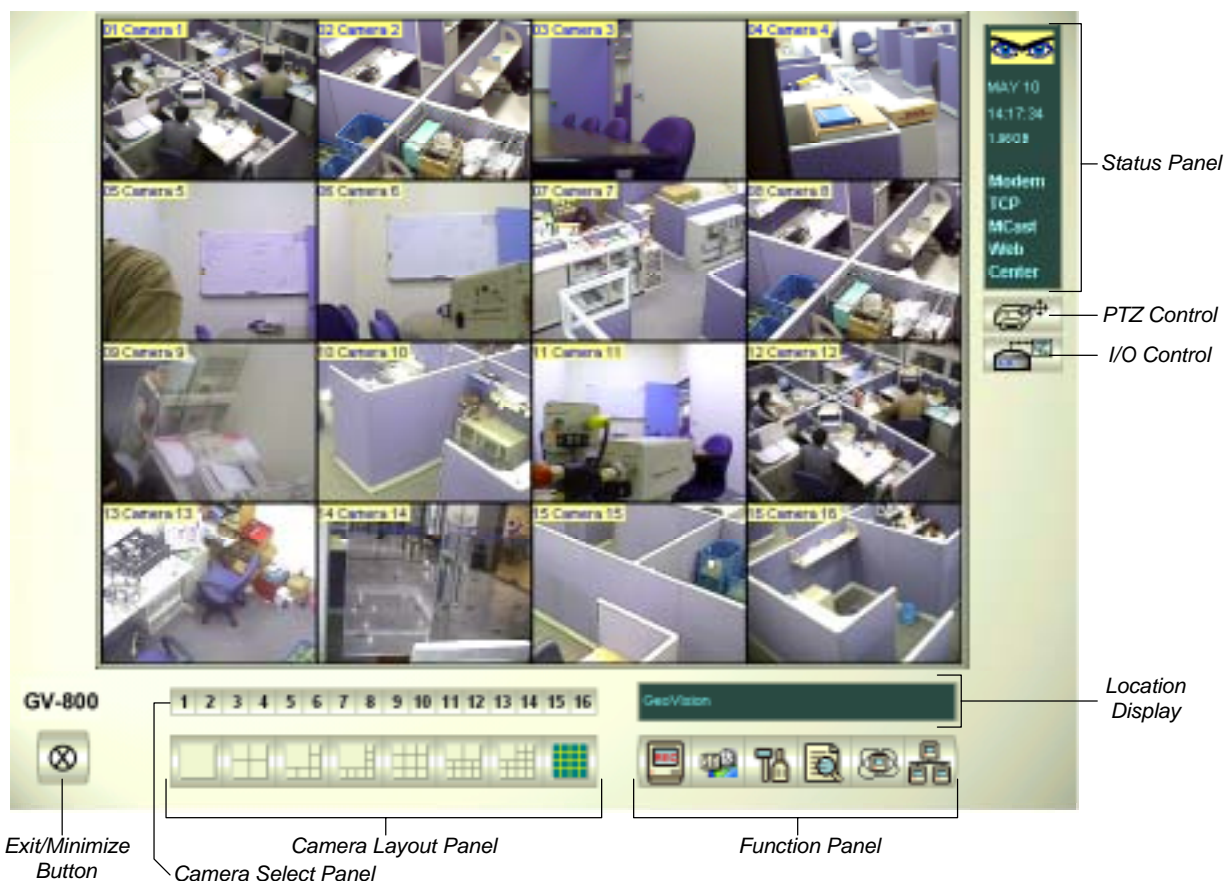 01 Camera 1
02 Camera 2
03 Camera 3
04 Camera 4
MAY 10
14:17:34
Modem
TCP
MCast
Web
Center
Status Panel
05 Camera 5
06 Camera 6
07 Camera 7
08 Camera 8
PTZ Control
I/O Control
09 Camera 9
10 Camera 10
11 Camera 11
12 Camera 12
13 Camera 13
14 Camera 14
15 Camera 15
16 Camera 16
GV-800
1 2 3 4 5 6 7 8 9 10 11 12 13 14 15 16
GeoVision
Location
Display
REC
Exit/Minimize
Button
Camera Layout Panel
Function Panel
Camera Select Panel